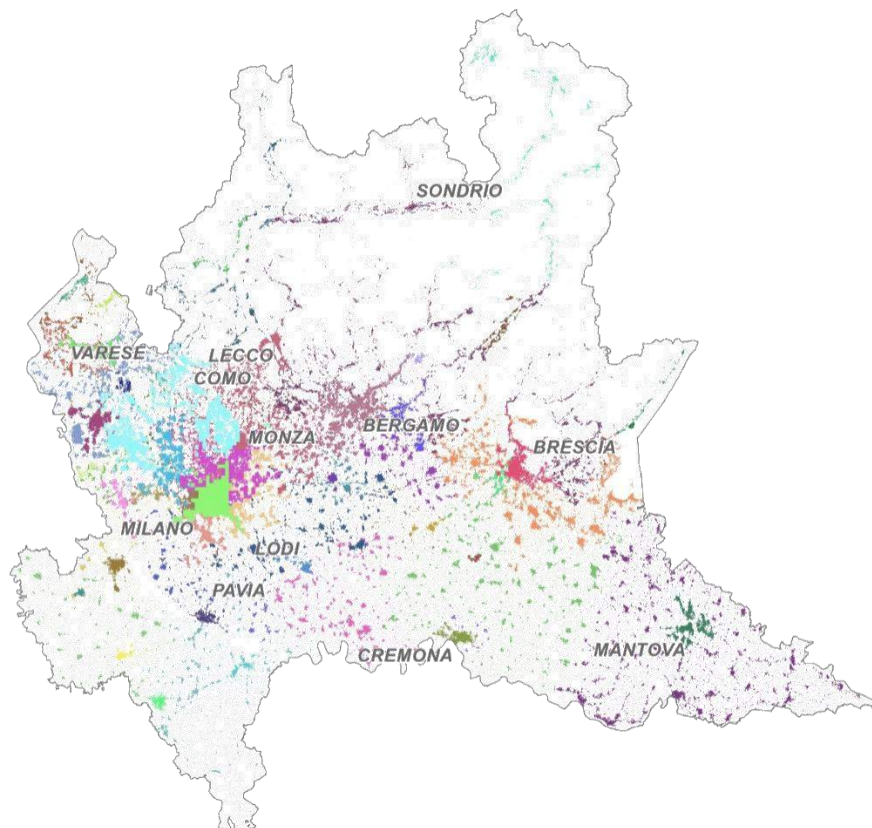 SONDRIO
VARESE
LECCO
COMO
BERGAMO
MONZA
BRESCIA
MILANO
LODI
PAVIA
CREMONA
MANTOVA